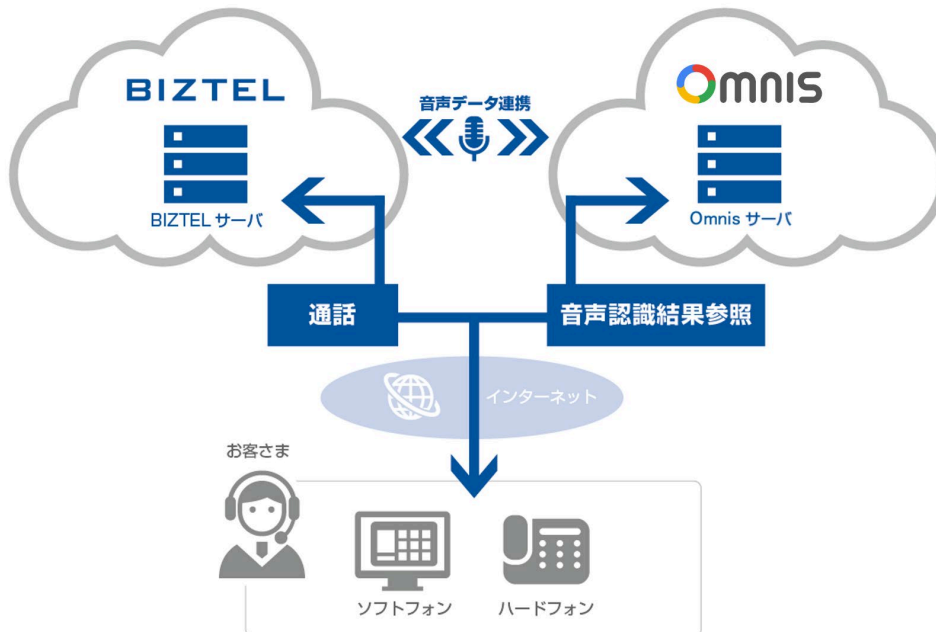 BIZTEL
OMNIS
音声データ連携
BIZTEL サーバ
Omnis サーバ
通話
音声認識結果参照
インターネット
お客さま
ソフトフォン
ハードフォン